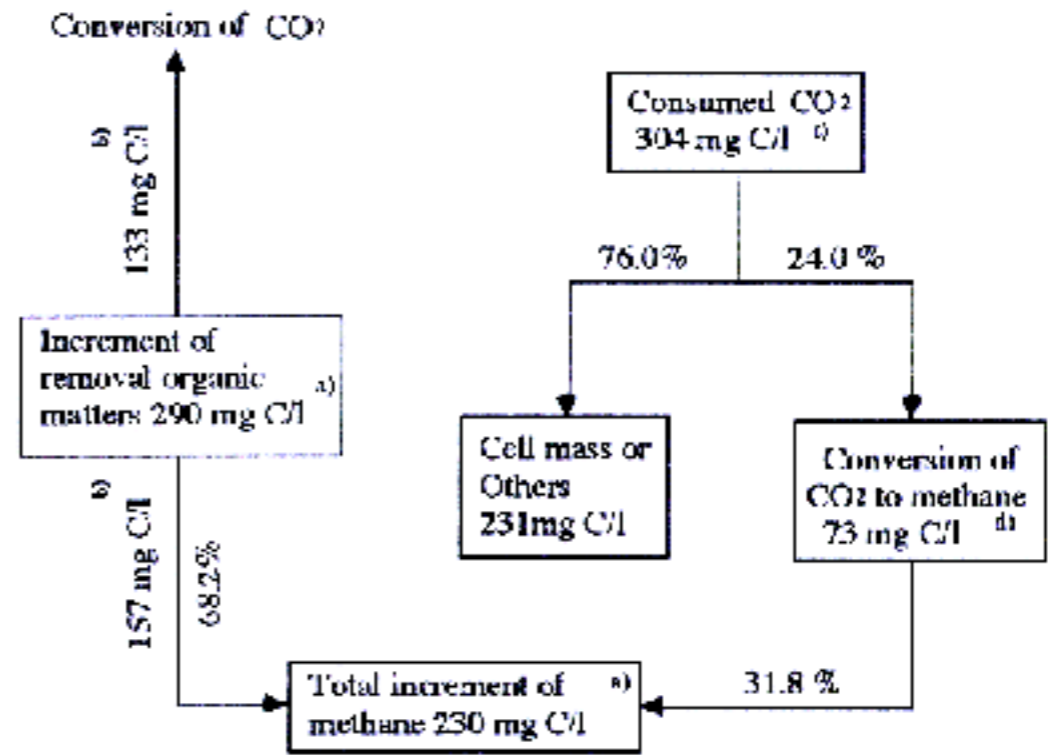 Conversion of CO2
b)
133 mg C/l
Consumed CO2
304 mg C/l c)
76.0%
24.0 %
Increment of
removal organic
matters 290 mg C/l a)
Cell mass or
Others
231mg C/l
Conversion of
CO2 to methane
73 mg C/l d)
b)
157 mg C/l
68.2%
Total increment of a)
methane 230 mg C/l
31.8 %